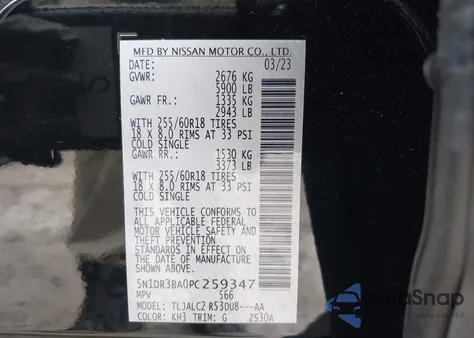 MFD BY NISSAN MOTOR CO., LTD.
DATE: 03/23
GVWR: 2676 KG
5900 LB
GAWR FR.: 1335 KG
2943 LB
WITH 255/60R18 TIRES
18 X 8.0 RIMS AT 33 PSI
COLD SINGLE
GAWR RR.: 1530 KG
3373 LB
WITH 255/60R18 TIRES
18 X 8.0 RIMS AT 33 PSI
COLD SINGLE
THIS VEHICLE CONFORMS TO
ALL APPLICABLE FEDERAL
MOTOR VEHICLE SAFETY AND
THEFT PREVENTION
STANDARDS IN EFFECT ON
THE DATE OF MANUFACTURE
SHOWN ABOVE.
5N1DR3BA0PC259347
MPV 566
MODEL: TLJALC2 R53DU8---AA
COLOR: KH3 TRIM: G Z530A
AutoSnap